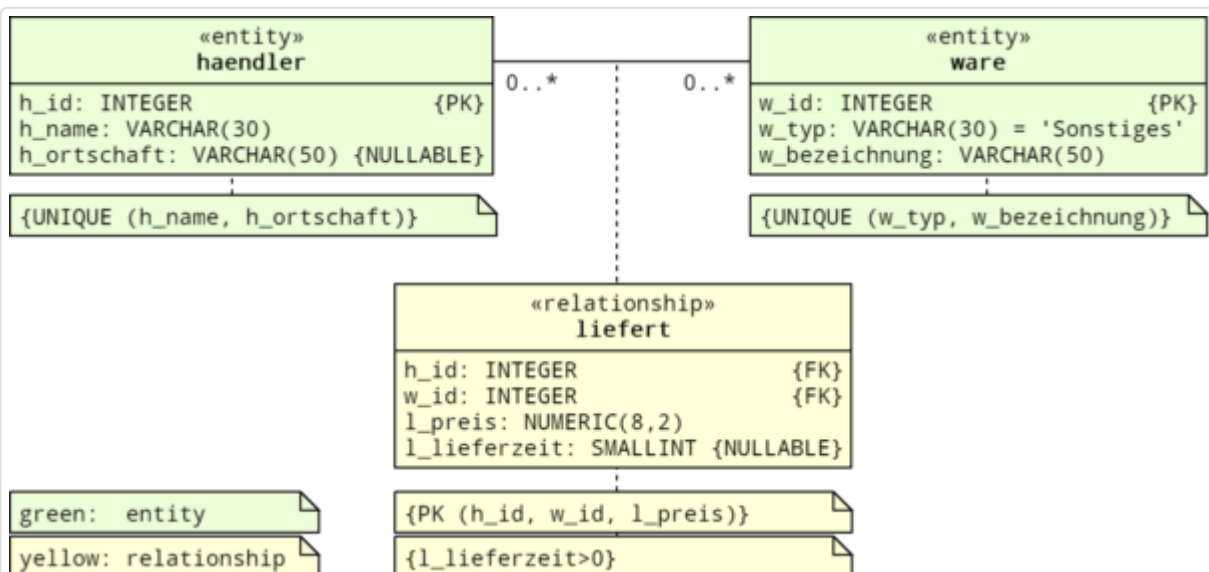 «entity»
haendler
h_id: INTEGER {PK}
h_name: VARCHAR(30)
h_ortschaft: VARCHAR(50) {NULLABLE}
{UNIQUE (h_name, h_ortschaft)}
0..*
0..*
«entity»
ware
w_id: INTEGER {PK}
w_typ: VARCHAR(30) = 'Sonstiges'
w_bezeichnung: VARCHAR(50)
{UNIQUE (w_typ, w_bezeichnung)}
«relationship»
liefert
h_id: INTEGER {FK}
w_id: INTEGER {FK}
l_preis: NUMERIC(8,2)
l_lieferzeit: SMALLINT {NULLABLE}
{PK (h_id, w_id, l_preis)}
{l_lieferzeit>0}
green: entity
yellow: relationship